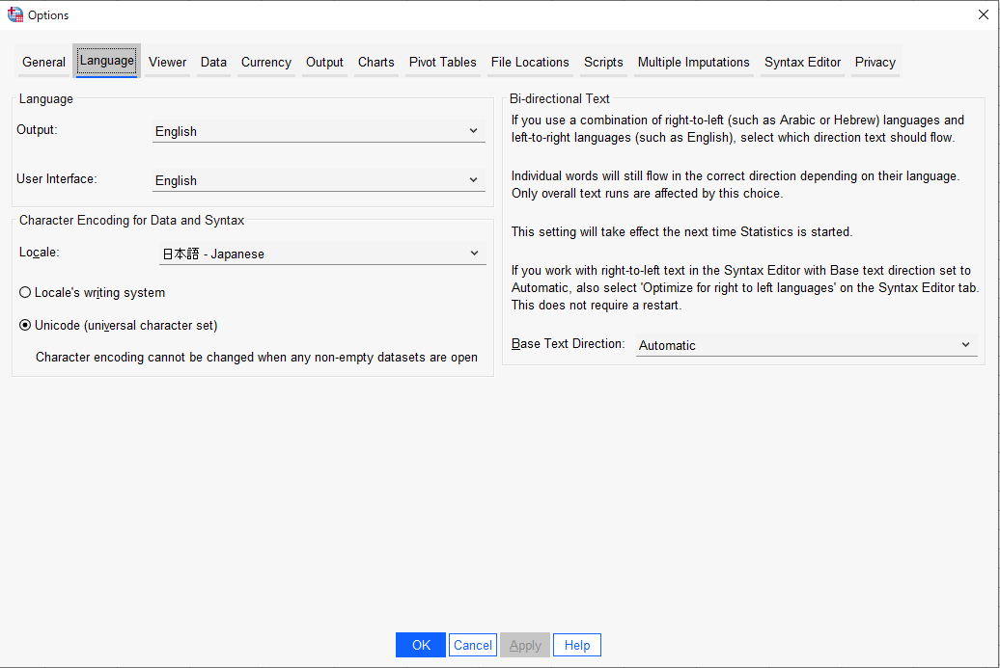 Options
General Language Viewer Data Currency Output Charts Pivot Tables File Locations Scripts Multiple Imputations Syntax Editor Privacy
Language
Output: English
User Interface: English
Character Encoding for Data and Syntax
Locale: 日本語 - Japanese
Locale's writing system
Unicode (universal character set)
Character encoding cannot be changed when any non-empty datasets are open
Bi-directional Text
If you use a combination of right-to-left (such as Arabic or Hebrew) languages and
left-to-right languages (such as English), select which direction text should flow.
Individual words will still flow in the correct direction depending on their language.
Only overall text runs are affected by this choice.
This setting will take effect the next time Statistics is started.
If you work with right-to-left text in the Syntax Editor with Base text direction set to
Automatic, also select 'Optimize for right to left languages' on the Syntax Editor tab.
This does not require a restart.
Base Text Direction: Automatic
OK Cancel Apply Help